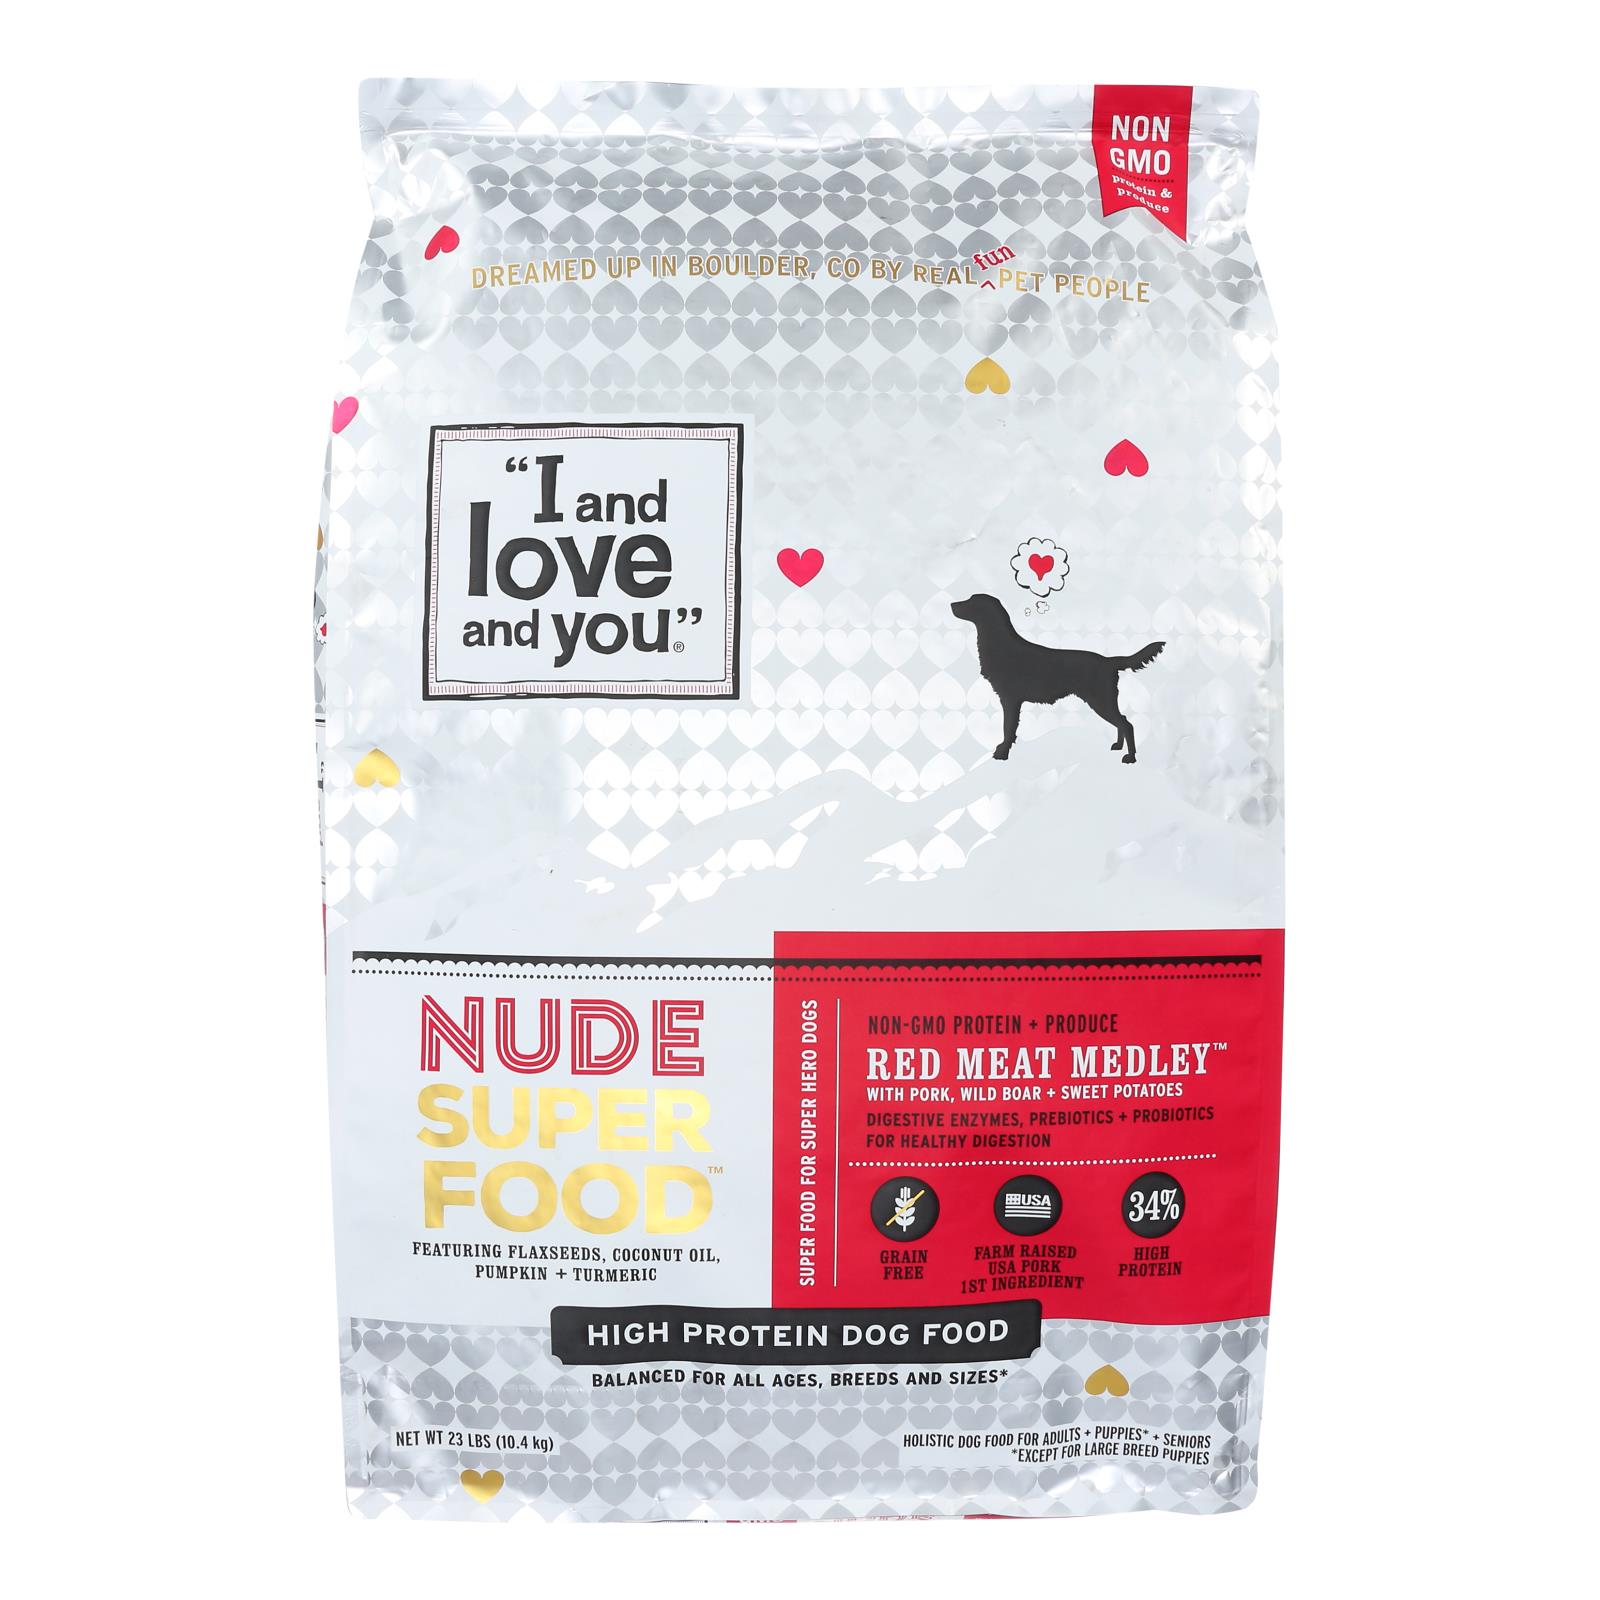 NON
GMO
protein &
produce
DREAMED UP IN BOULDER, CO BY REAL fun PET PEOPLE
"I and
love
and you"®
NUDE
SUPER
FOOD™
FEATURING FLAXSEEDS, COCONUT OIL,
PUMPKIN + TURMERIC
SUPER FOOD FOR SUPER HERO DOGS
NON-GMO PROTEIN + PRODUCE
RED MEAT MEDLEY™
WITH PORK, WILD BOAR + SWEET POTATOES
DIGESTIVE ENZYMES, PREBIOTICS + PROBIOTICS
FOR HEALTHY DIGESTION
GRAIN
FREE
USA
FARM RAISED
USA PORK
1ST INGREDIENT
34%
HIGH
PROTEIN
HIGH PROTEIN DOG FOOD
BALANCED FOR ALL AGES, BREEDS AND SIZES*
NET WT 23 LBS (10.4 kg)
HOLISTIC DOG FOOD FOR ADULTS + PUPPIES* + SENIORS
*EXCEPT FOR LARGE BREED PUPPIES